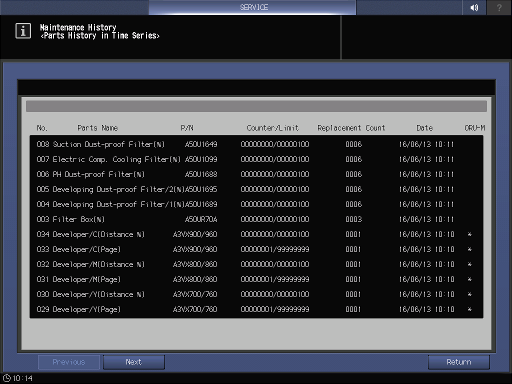 SERVICE
?
Maintenance History
<Parts History in Time Series>
No. Parts Name P/N Counter/Limit Replacement Count Date ORU-M
008 Suction Dust-proof Filter(%) A50U1649 00000000/00000100 0006 16/06/13 10:11
007 Electric Comp. Cooling Filter(%) A50U1099 00000000/00000100 0006 16/06/13 10:11
006 PH Dust-proof Filter(%) A50U1688 00000000/00000100 0006 16/06/13 10:11
005 Developing Dust-proof Filter/2(%) A50U1695 00000000/00000100 0006 16/06/13 10:11
004 Developing Dust-proof Filter/1(%) A50U1689 00000000/00000100 0006 16/06/13 10:11
003 Filter Box(%) A50UR70A 00000000/00000100 0003 16/06/13 10:11
034 Developer/C(Distance %) A3VX900/960 00000000/00000100 0001 16/06/13 10:10 *
033 Developer/C(Page) A3VX900/960 00000001/99999999 0001 16/06/13 10:10 *
032 Developer/M(Distance %) A3VX800/860 00000000/00000100 0001 16/06/13 10:10 *
031 Developer/M(Page) A3VX800/860 00000001/99999999 0001 16/06/13 10:10 *
030 Developer/Y(Distance %) A3VX700/760 00000000/00000100 0001 16/06/13 10:10 *
029 Developer/Y(Page) A3VX700/760 00000001/99999999 0001 16/06/13 10:10 *
Previous Next Return
10:14